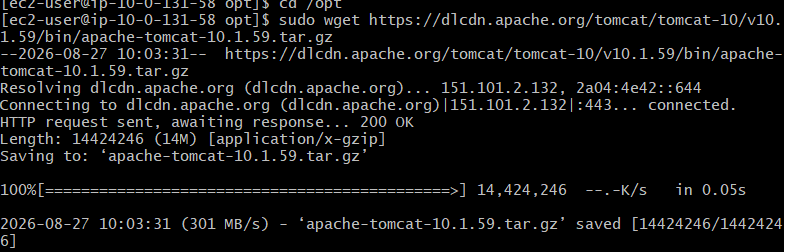 [ec2-user@ip-10-0-131-58 opt]$ cd /opt
[ec2-user@ip-10-0-131-58 opt]$ sudo wget https://dlcdn.apache.org/tomcat/tomcat-10/v10.
1.59/bin/apache-tomcat-10.1.59.tar.gz
--2026-08-27 10:03:31--  https://dlcdn.apache.org/tomcat/tomcat-10/v10.1.59/bin/apache-
tomcat-10.1.59.tar.gz
Resolving dlcdn.apache.org (dlcdn.apache.org)... 151.101.2.132, 2a04:4e42::644
Connecting to dlcdn.apache.org (dlcdn.apache.org)|151.101.2.132|:443... connected.
HTTP request sent, awaiting response... 200 OK
Length: 14424246 (14M) [application/x-gzip]
Saving to: ‘apache-tomcat-10.1.59.tar.gz’
100%[=============================================>] 14,424,246  --.-K/s   in 0.05s
2026-08-27 10:03:31 (301 MB/s) - ‘apache-tomcat-10.1.59.tar.gz’ saved [14424246/1442424
6]